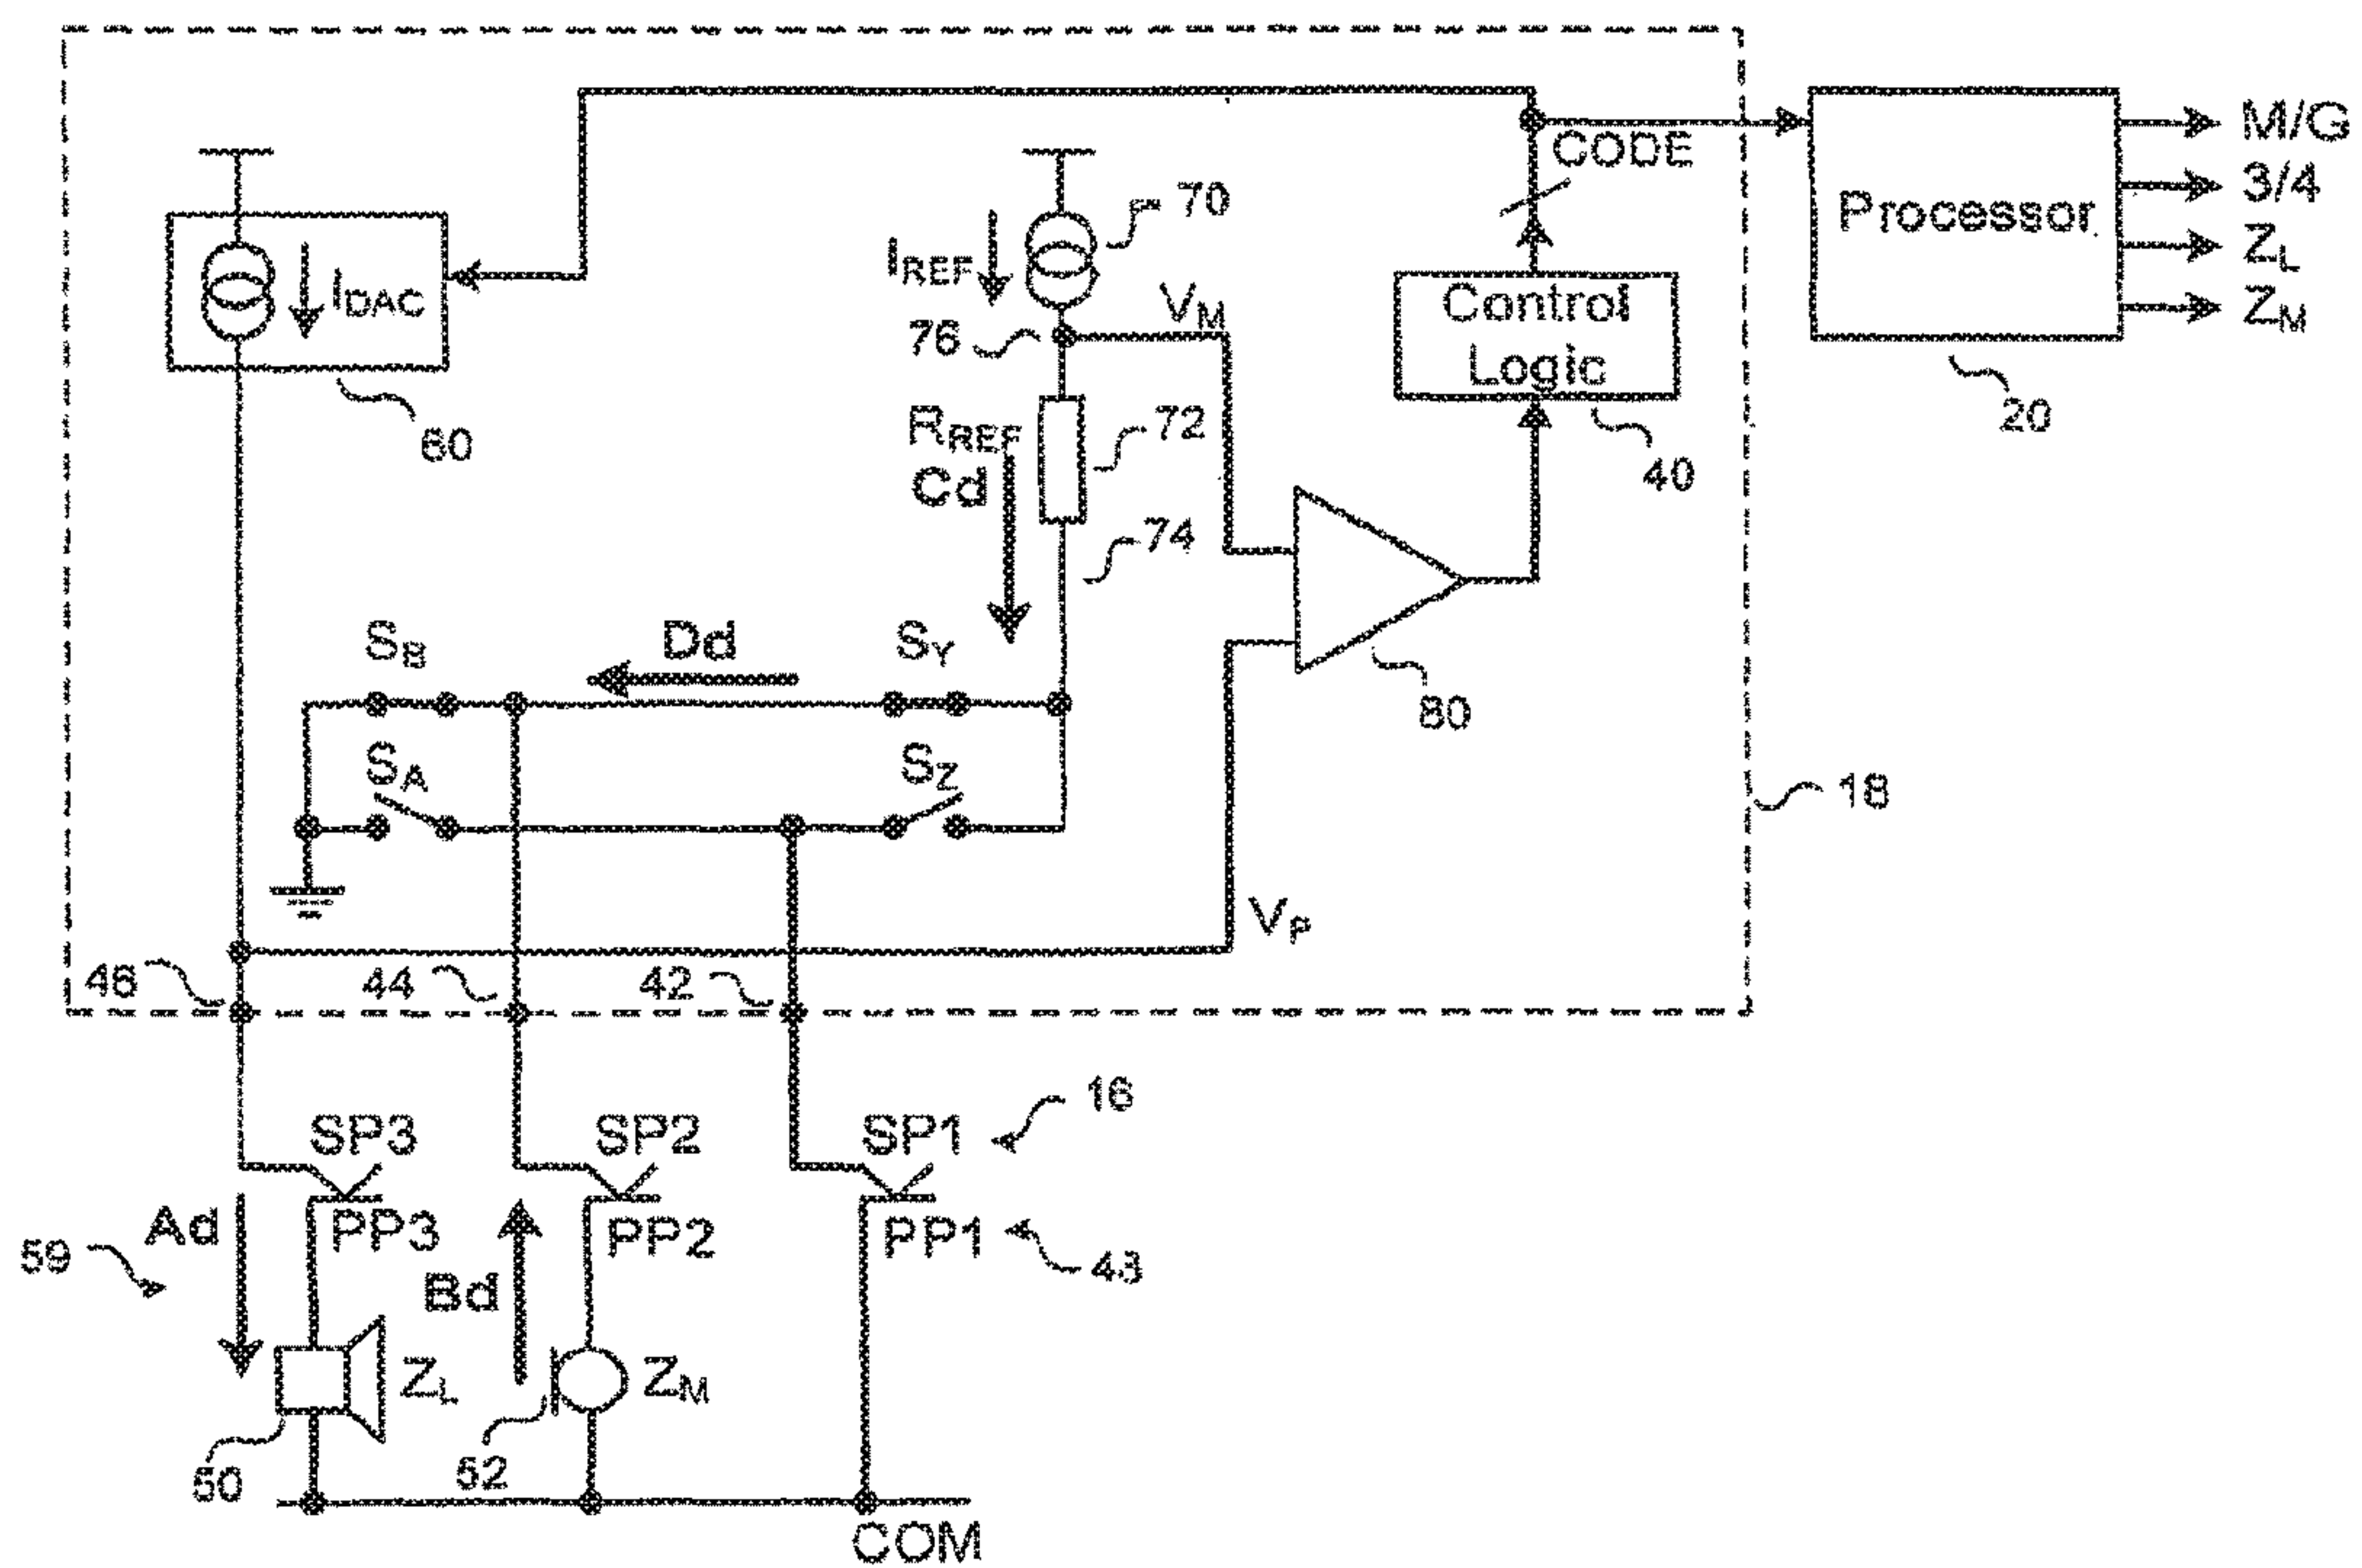 M/G
CODE
3/4
70
Processor
Z_L
I_REF
I_DAC
V_M
Control
Logic
Z_M
76
R_REF
72
20
60
Cd
40
74
S_B
Dd
S_Y
80
S_A
S_Z
18
V_P
46
44
42
16
SP3
SP2
SP1
Ad
PP3
PP2
PP1
59
Bd
48
Z_L
Z_M
50
52
COM